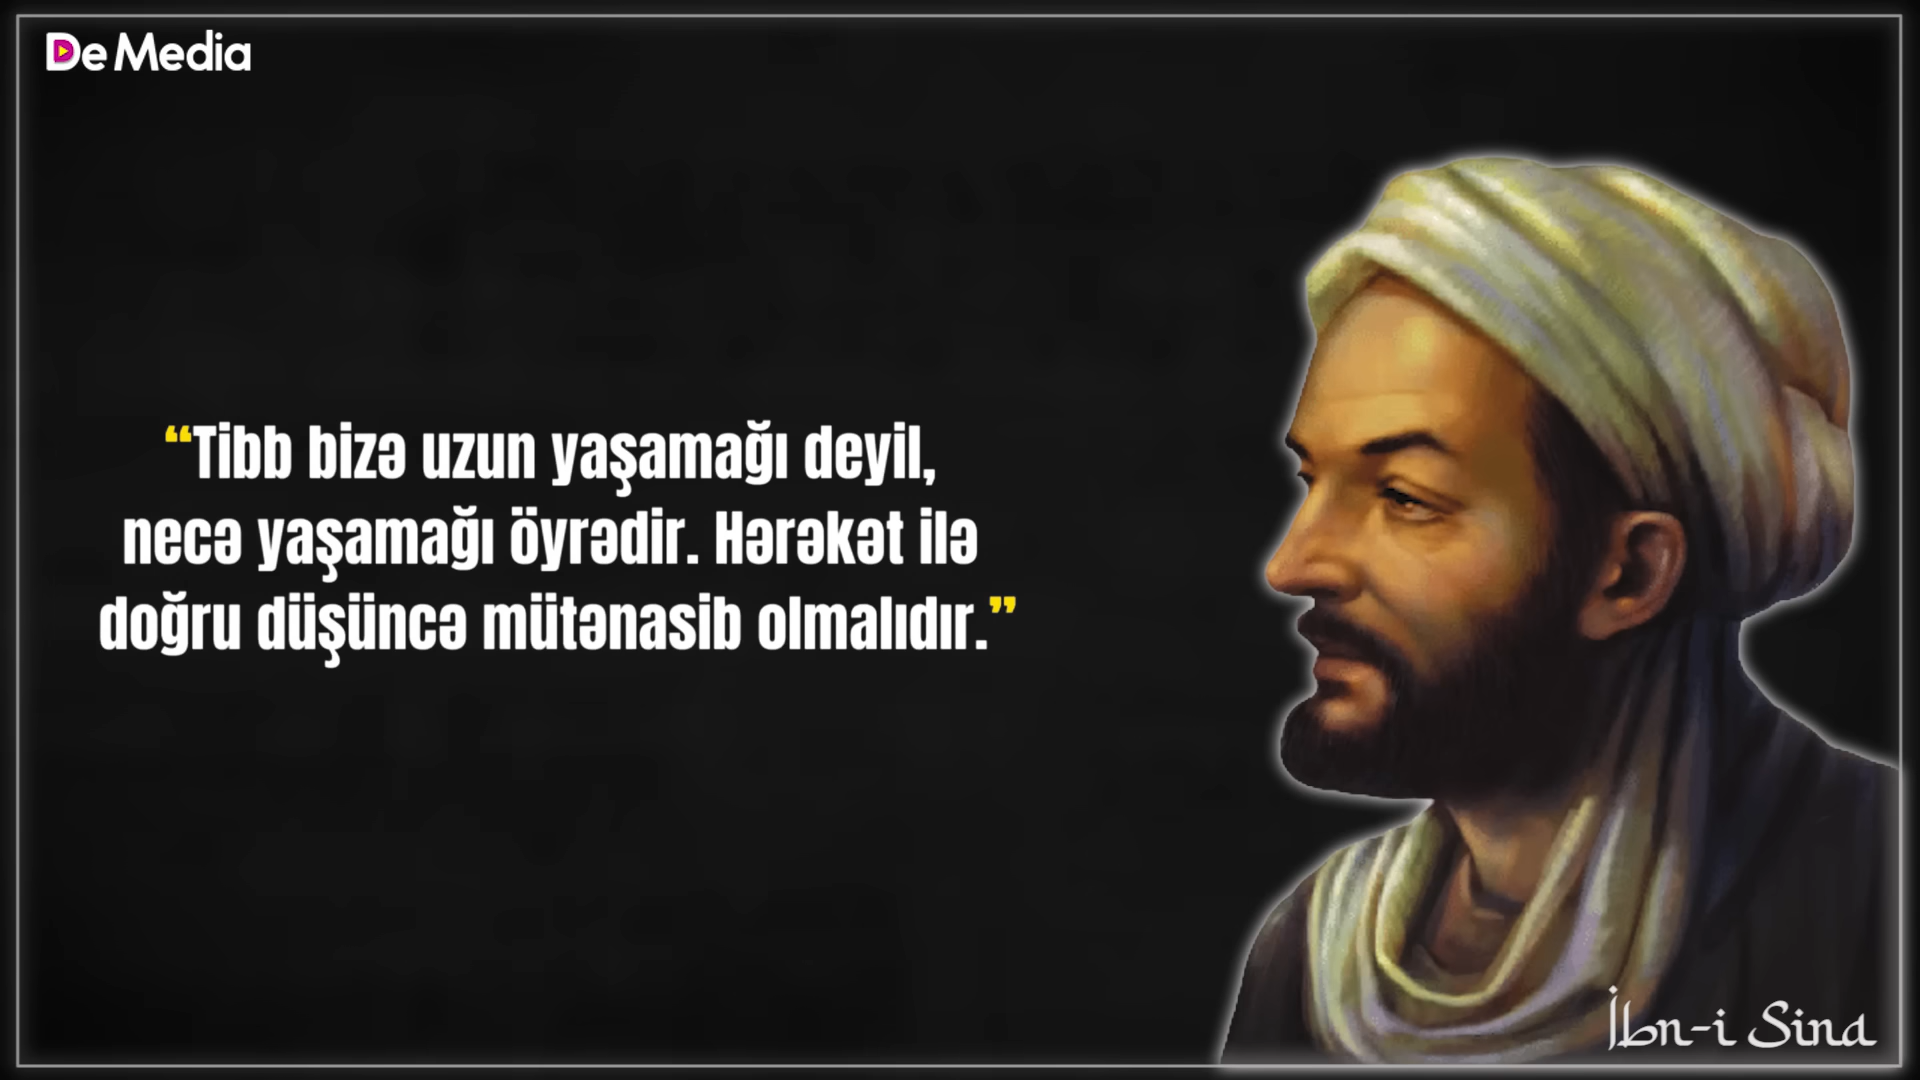 De Media
“Tibb bizə uzun yaşamağı deyil,
necə yaşamağı öyrədir. Hərəkət ilə
doğru düşüncə mütənasib olmalıdır.”
İbn-i Sina